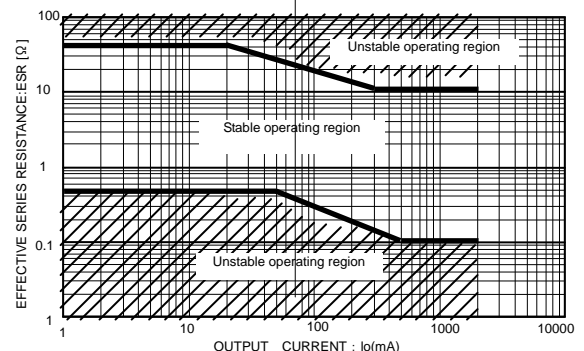 EFFECTIVE SERIES RESISTANCE:ESR [Ω]
100
10
1
0.1
1
Unstable operating region
Stable operating region
Unstable operating region
1
10
100
1000
10000
OUTPUT CURRENT : Io(mA)